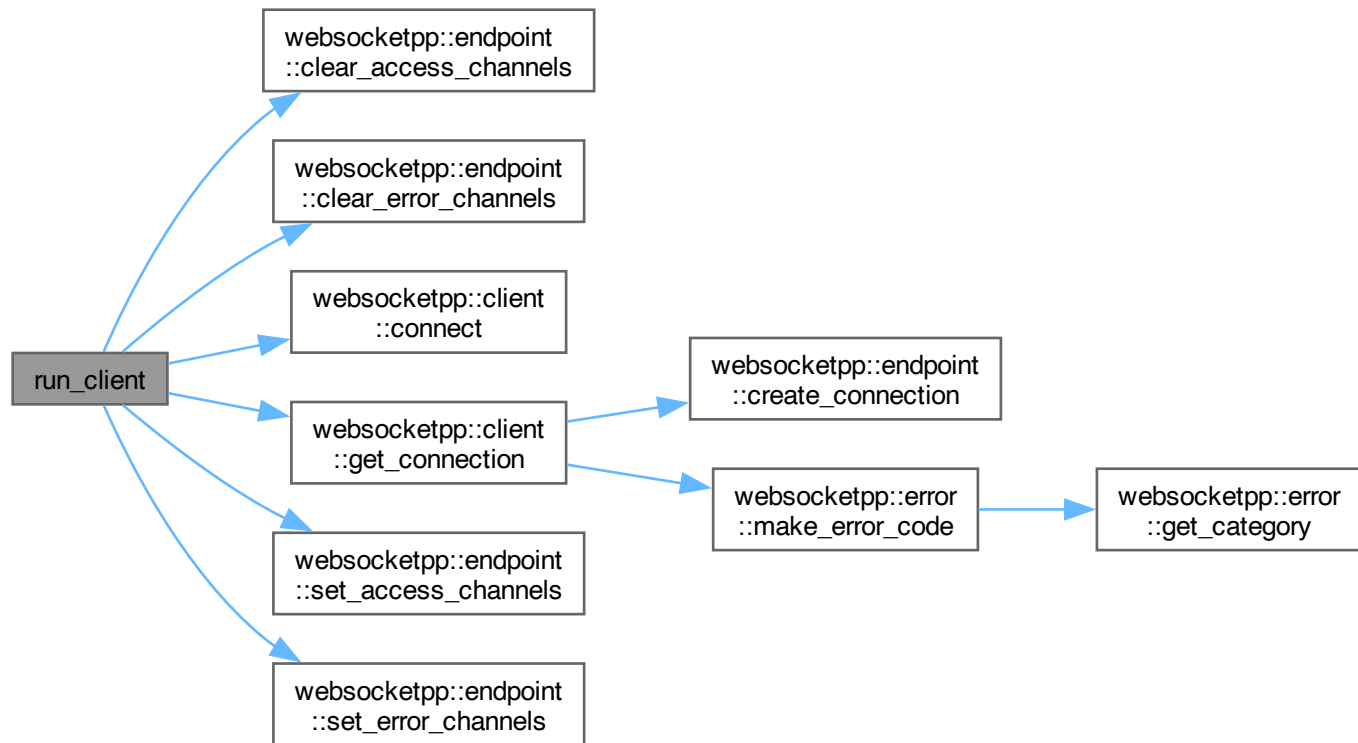 websocketpp::endpoint
::clear_access_channels
websocketpp::endpoint
::clear_error_channels
websocketpp::client
::connect
run_client
websocketpp::client
::get_connection
websocketpp::endpoint
::create_connection
websocketpp::error
::make_error_code
websocketpp::error
::get_category
websocketpp::endpoint
::set_access_channels
websocketpp::endpoint
::set_error_channels